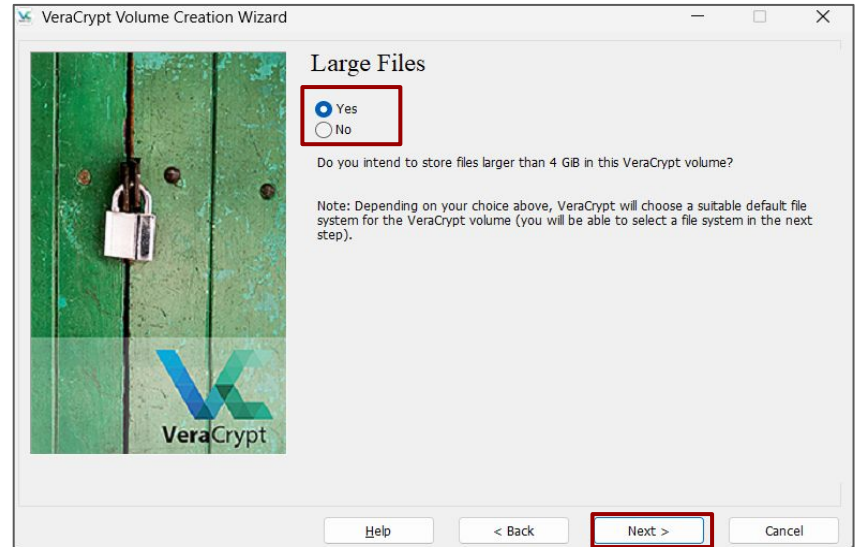 VeraCrypt Volume Creation Wizard
Large Files
Yes
No
Do you intend to store files larger than 4 GiB in this VeraCrypt volume?
Note: Depending on your choice above, VeraCrypt will choose a suitable default file
system for the VeraCrypt volume (you will be able to select a file system in the next
step).
VeraCrypt
Help
< Back
Next >
Cancel